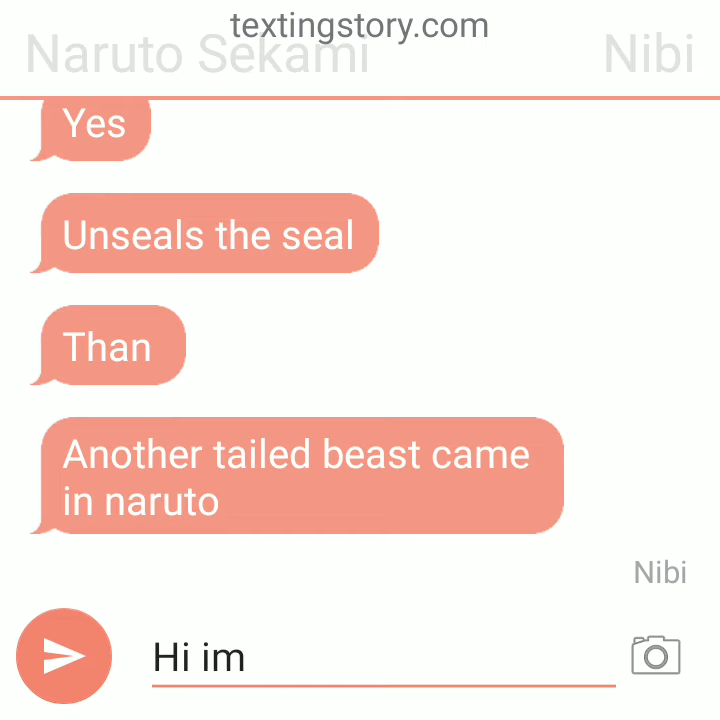 textingstory.com
Naruto Sekami
Nibi
Yes
Unseals the seal
Than
Another tailed beast came
in naruto
Nibi
Hi im